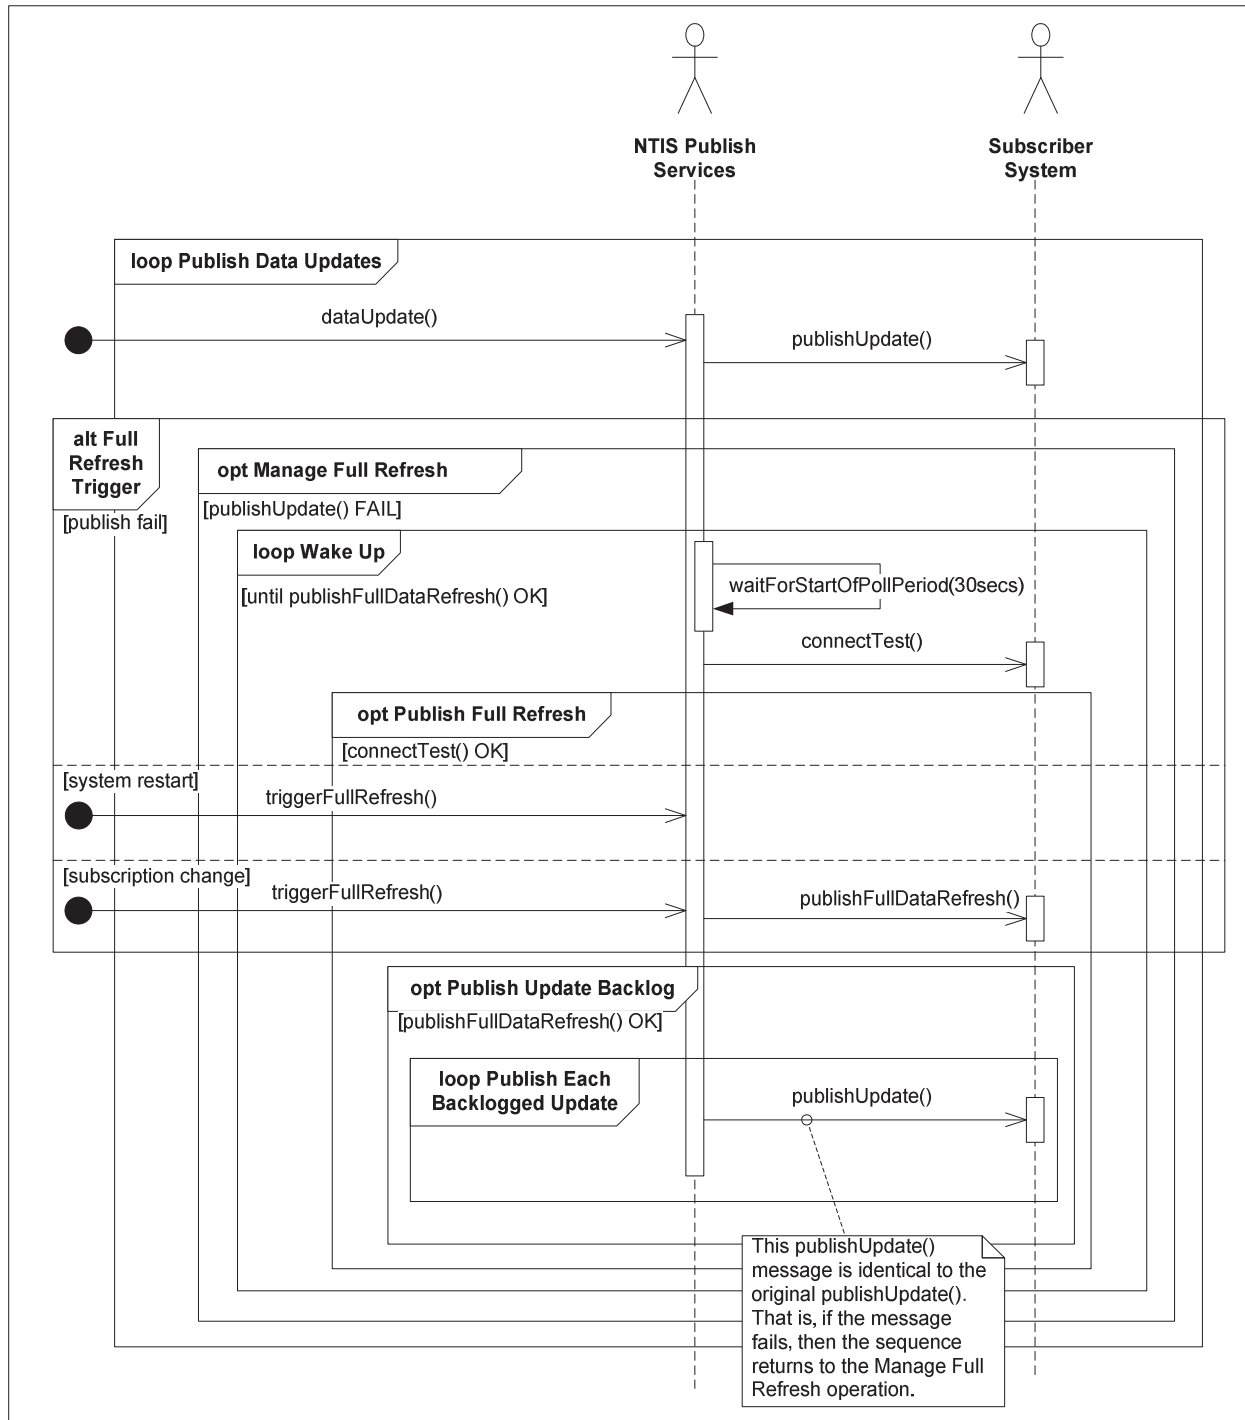 NTIS Publish
Services
Subscriber
System
loop Publish Data Updates
dataUpdate()
publishUpdate()
alt Full
Refresh
Trigger
[publish fail]
opt Manage Full Refresh
[publishUpdate() FAIL]
loop Wake Up
[until publishFullDataRefresh() OK]
waitForStartOfPollPeriod(30secs)
connectTest()
opt Publish Full Refresh
[connectTest() OK]
[system restart]
triggerFullRefresh()
[subscription change]
triggerFullRefresh()
publishFullDataRefresh()
opt Publish Update Backlog
[publishFullDataRefresh() OK]
loop Publish Each
Backlogged Update
publishUpdate()
This publishUpdate()
message is identical to the
original publishUpdate().
That is, if the message
fails, then the sequence
returns to the Manage Full
Refresh operation.